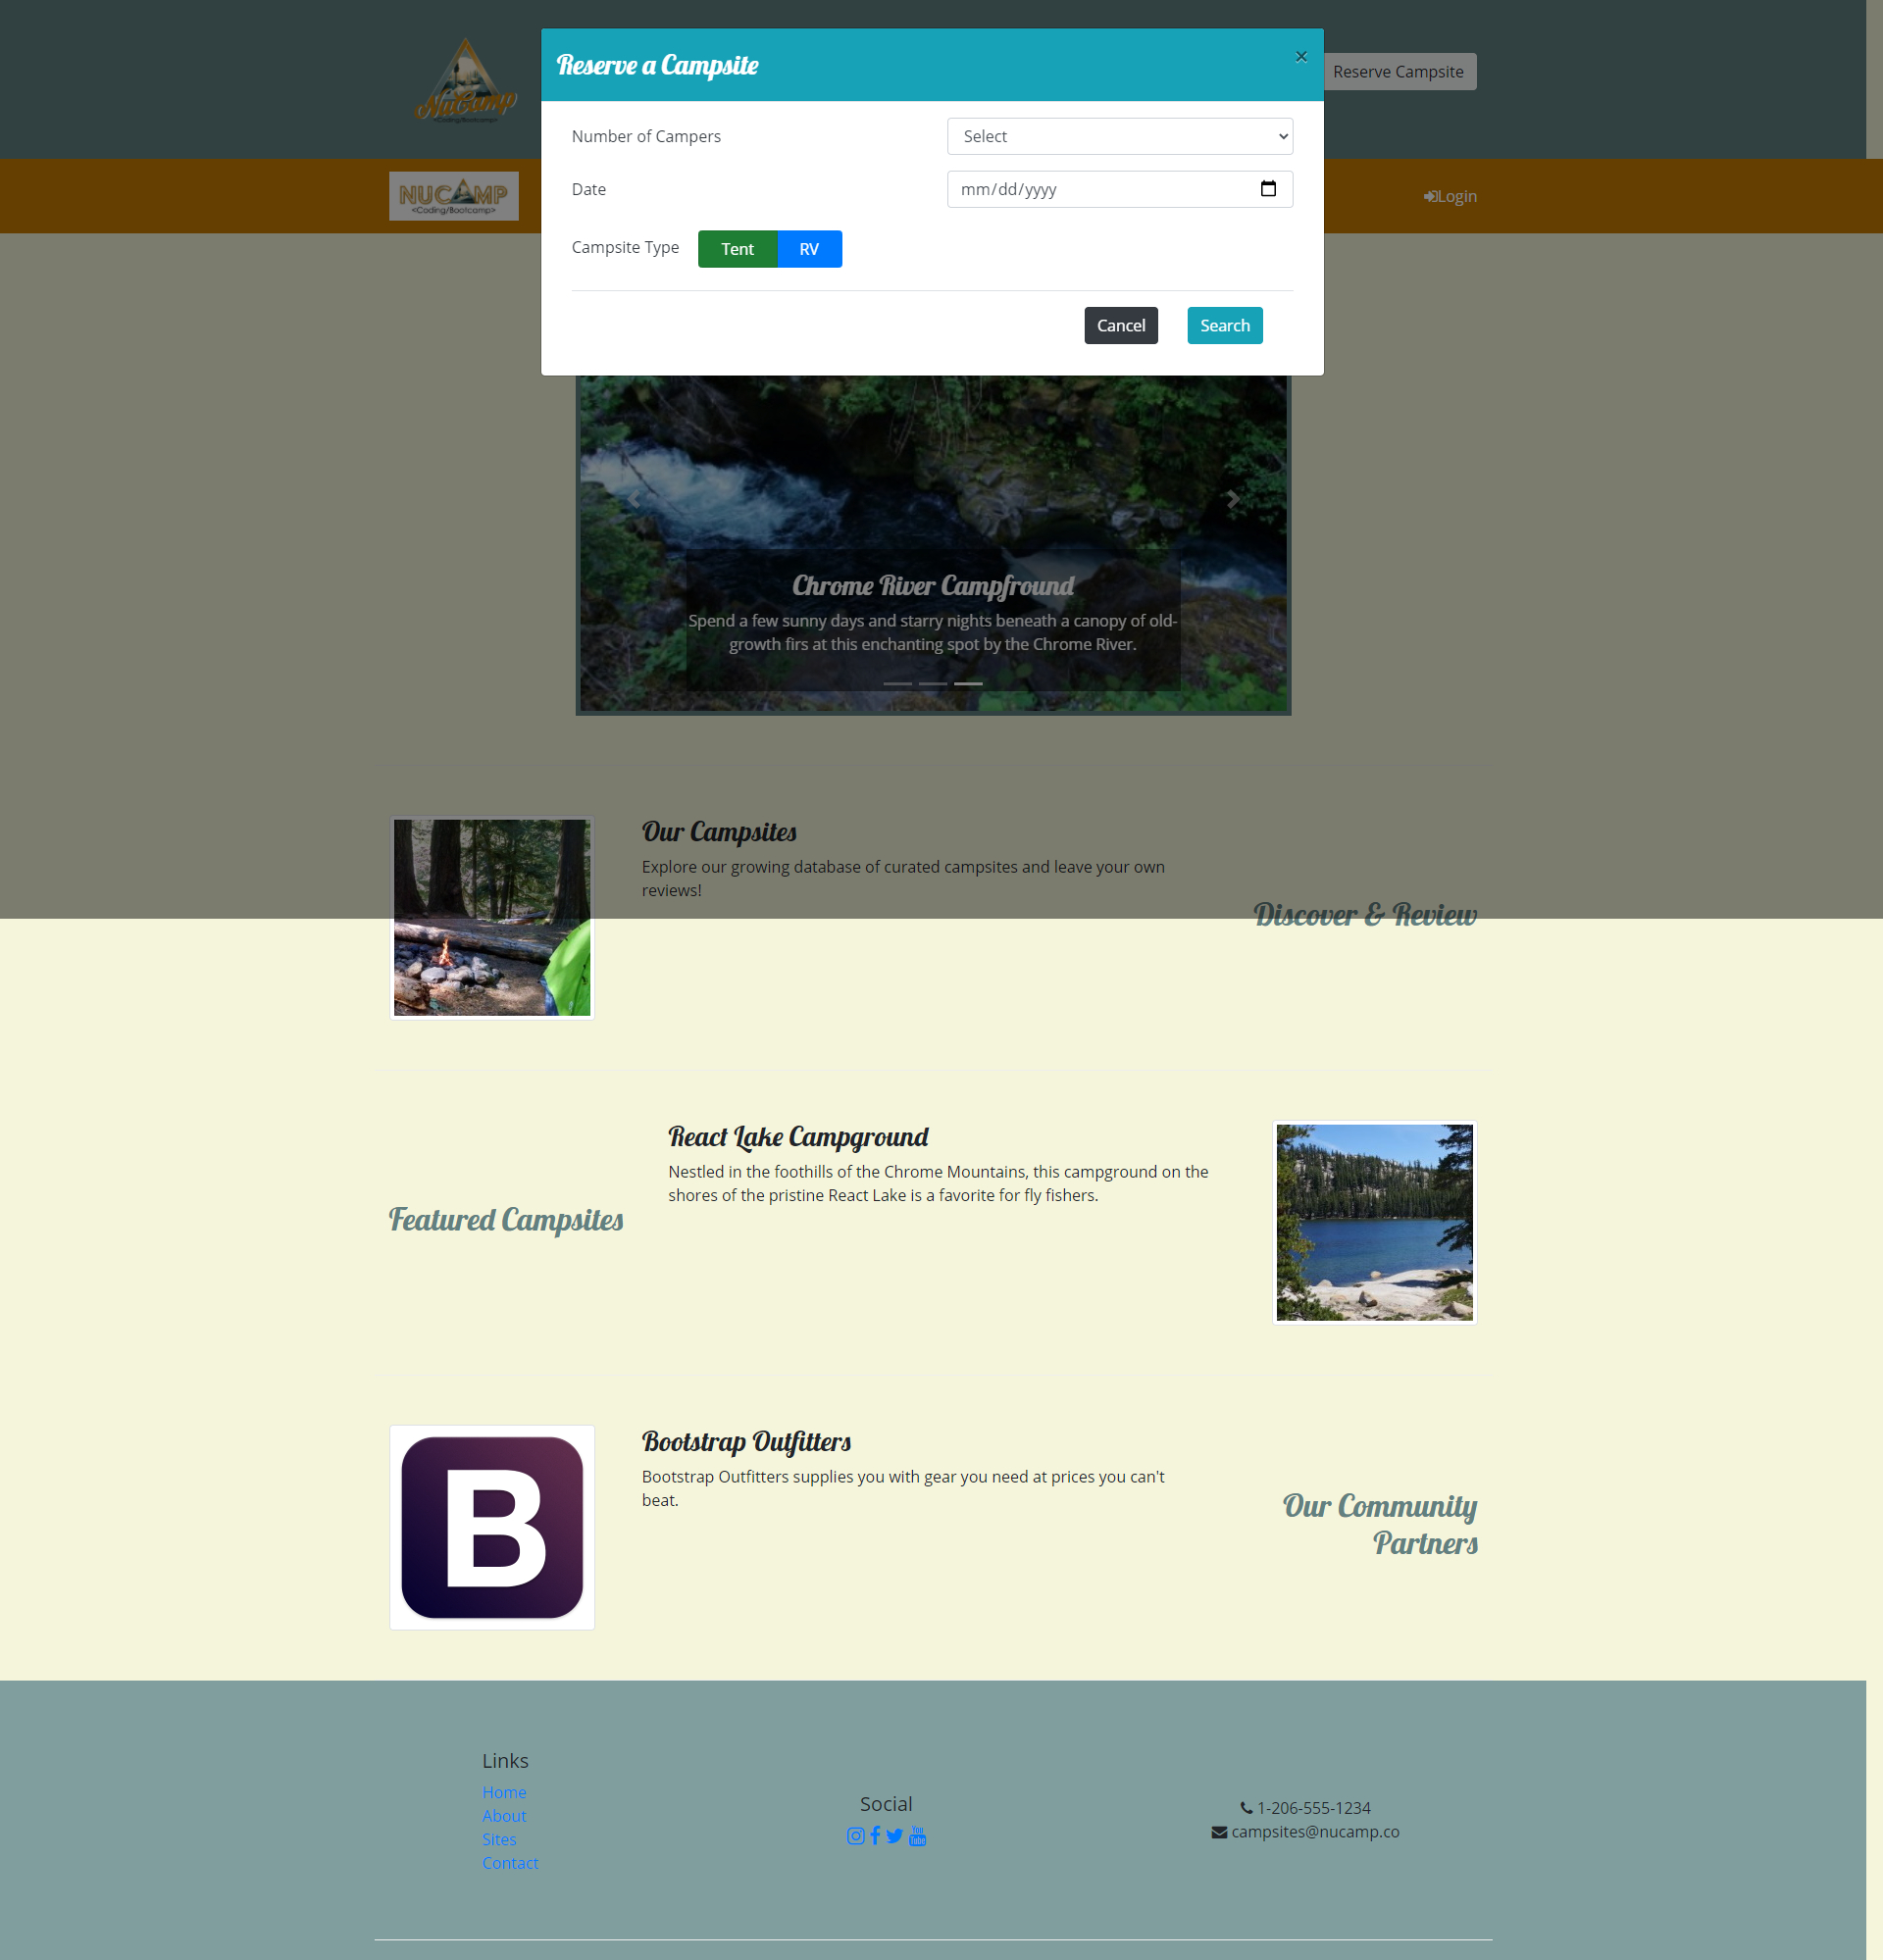 NuCamp
<Coding/Bootcamp>
Reserve a Campsite
×
Reserve Campsite
Number of Campers
Select
Date
mm/dd/yyyy
NUCAMP
<Coding/Bootcamp>
Login
Campsite Type
Tent
RV
Cancel
Search
Chrome River Campfround
Spend a few sunny days and starry nights beneath a canopy of old-
growth firs at this enchanting spot by the Chrome River.
Our Campsites
Explore our growing database of curated campsites and leave your own
reviews!
Discover & Review
React Lake Campground
Nestled in the foothills of the Chrome Mountains, this campground on the
shores of the pristine React Lake is a favorite for fly fishers.
Featured Campsites
B
Bootstrap Outfitters
Bootstrap Outfitters supplies you with gear you need at prices you can't
beat.
Our Community
Partners
Links
Home
About
Sites
Contact
Social
You
Tube
1-206-555-1234
campsites@nucamp.co